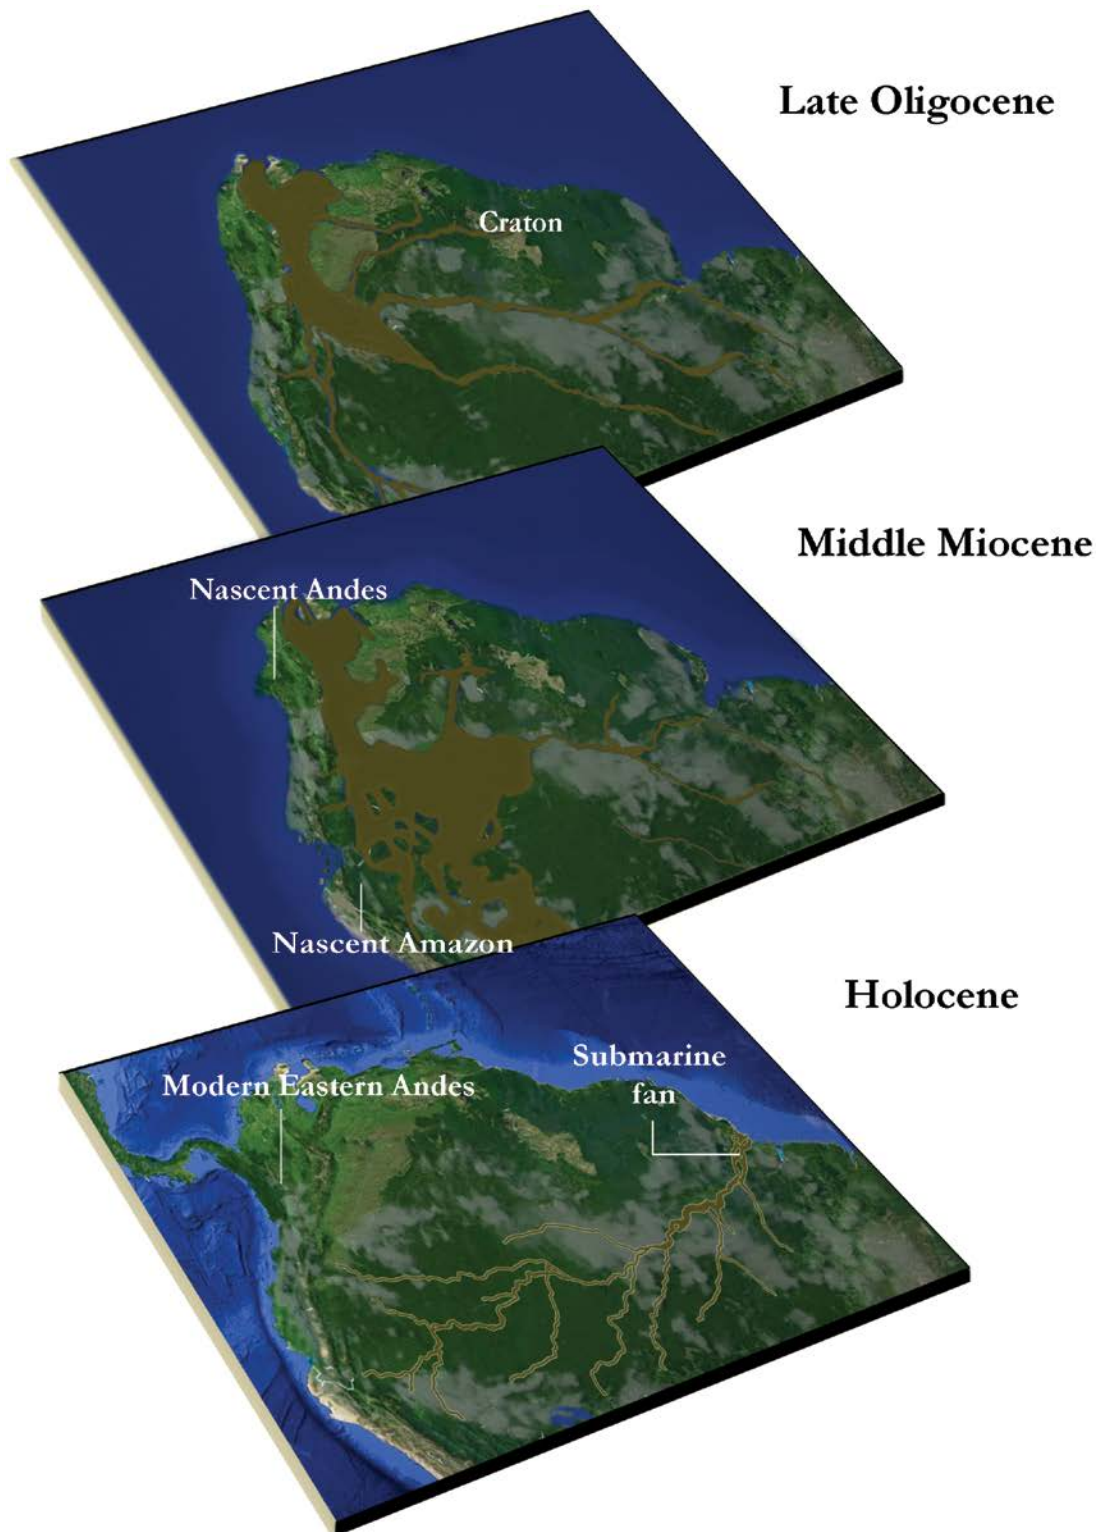 Late Oligocene
Craton
Middle Miocene
Nascent Andes
Nascent Amazon
Holocene
Submarine
fan
Modern Eastern Andes